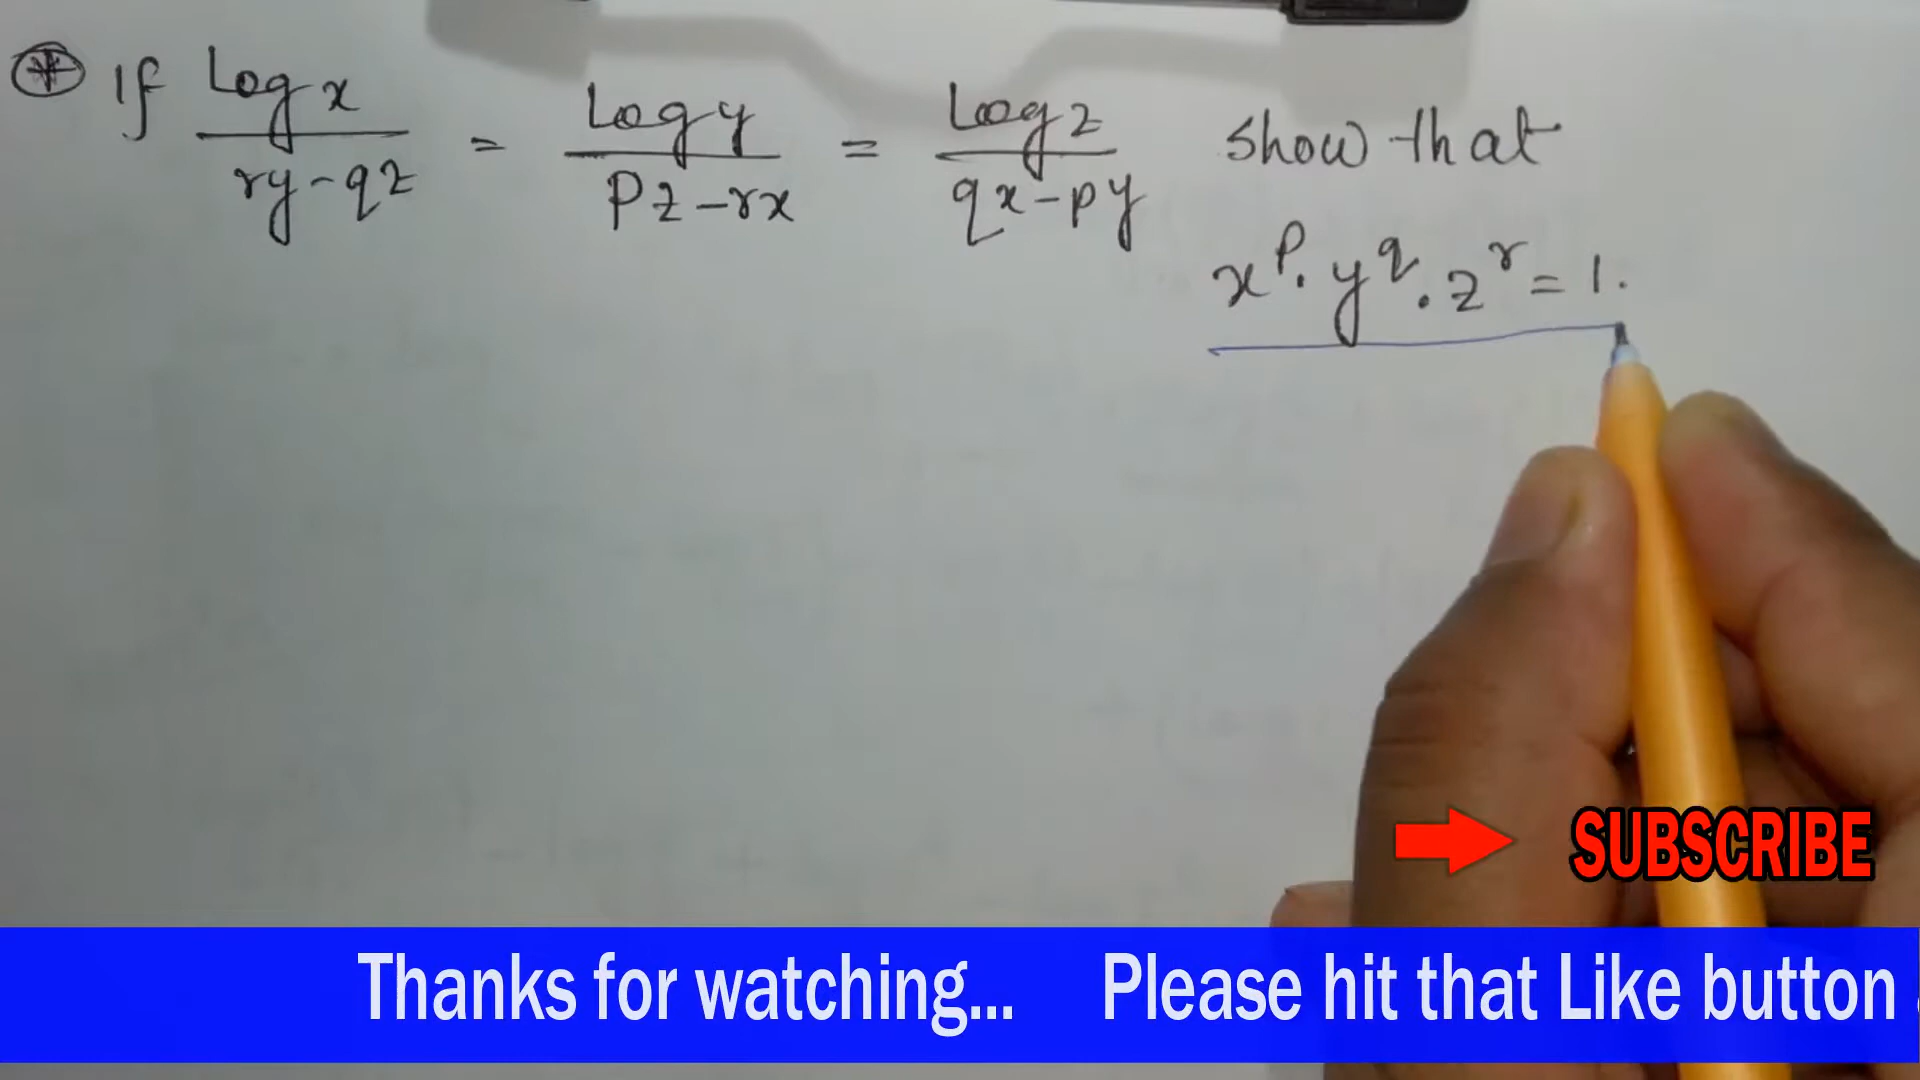 * If Log x / ry-qz = Log y / pz-rx = Log z / qx-py show that
x^p . y^q . z^r = 1.
SUBSCRIBE
Thanks for watching... Please hit that Like button